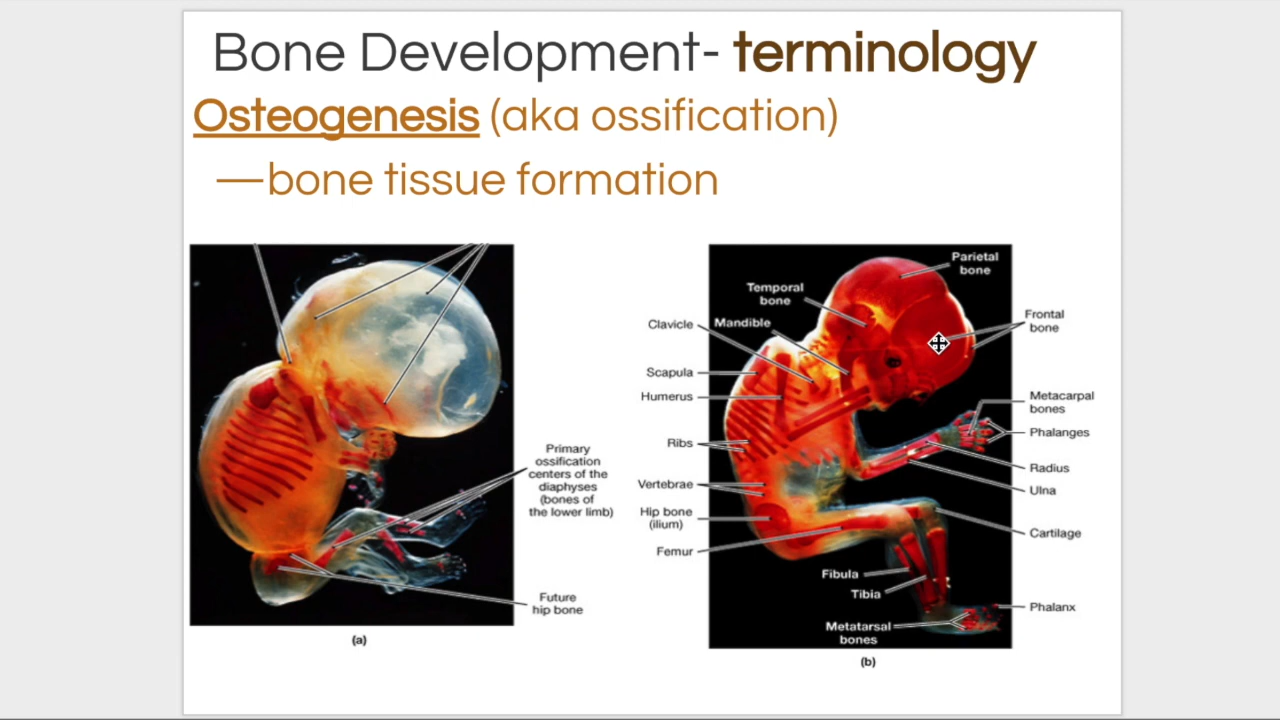 Bone Development- terminology
Osteogenesis (aka ossification)
—bone tissue formation
Primary
ossification
centers of the
diaphyses
(bones of
the lower limb)
Future
hip bone
(a)
Parietal
bone
Temporal
bone
Frontal
bone
Clavicle
Mandible
Scapula
Humerus
Metacarpal
bones
Ribs
Phalanges
Radius
Vertebrae
Ulna
Hip bone
(ilium)
Cartilage
Femur
Fibula
Tibia
Phalanx
Metatarsal
bones
(b)